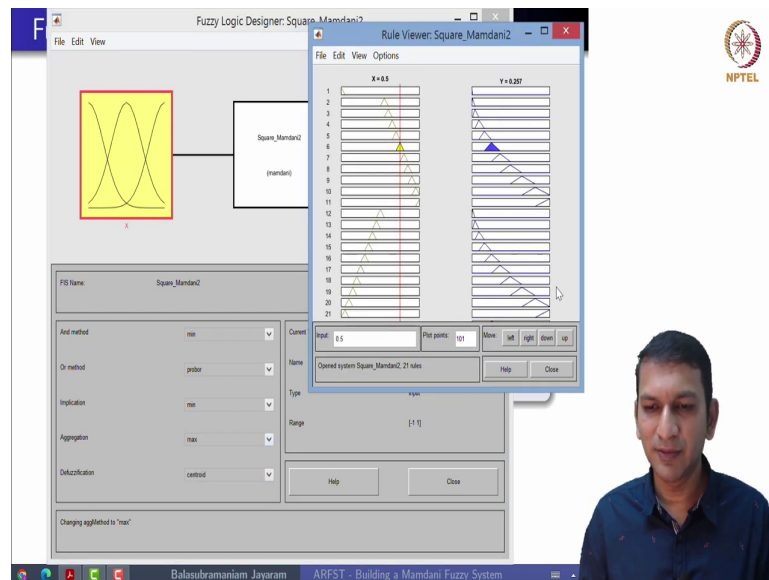 F
Fuzzy Logic Designer: Square_Mamdani2
File Edit View
Square_Mamdani2
(mamdani)
X
FIS Name: Square_Mamdani2
And method min
Or method probor
Implication min
Aggregation max
Defuzzification centroid
Current
Name
Type input
Range [-1 1]
Help Close
Changing aggMethod to "max"
Rule Viewer: Square_Mamdani2
File Edit View Options
X = 0.5 Y = 0.257
1
2
3
4
5
6
7
8
9
10
11
12
13
14
15
16
17
18
19
20
21
Input: 0.5 Plot points: 101 Move: left right down up
Opened system Square_Mamdani2, 21 rules Help Close
NPTEL
Balasubramaniam Jayaram ARFST - Building a Mamdani Fuzzy System